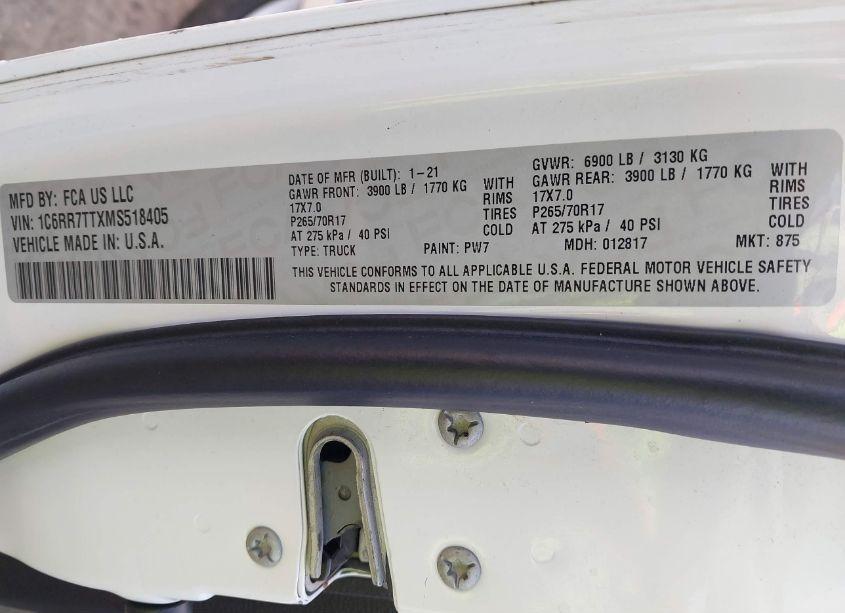 MFD BY: FCA US LLC
VIN: 1C6RR7TTXMS518405
VEHICLE MADE IN: U.S.A.
DATE OF MFR (BUILT): 1-21
GAWR FRONT: 3900 LB / 1770 KG WITH
17X7.0 RIMS
P265/70R17 TIRES
AT 275 kPa / 40 PSI COLD
TYPE: TRUCK PAINT: PW7
GVWR: 6900 LB / 3130 KG
GAWR REAR: 3900 LB / 1770 KG WITH
17X7.0 RIMS
P265/70R17 TIRES
AT 275 kPa / 40 PSI COLD
MDH: 012817 MKT: 875
THIS VEHICLE CONFORMS TO ALL APPLICABLE U.S.A. FEDERAL MOTOR VEHICLE SAFETY
STANDARDS IN EFFECT ON THE DATE OF MANUFACTURE SHOWN ABOVE.